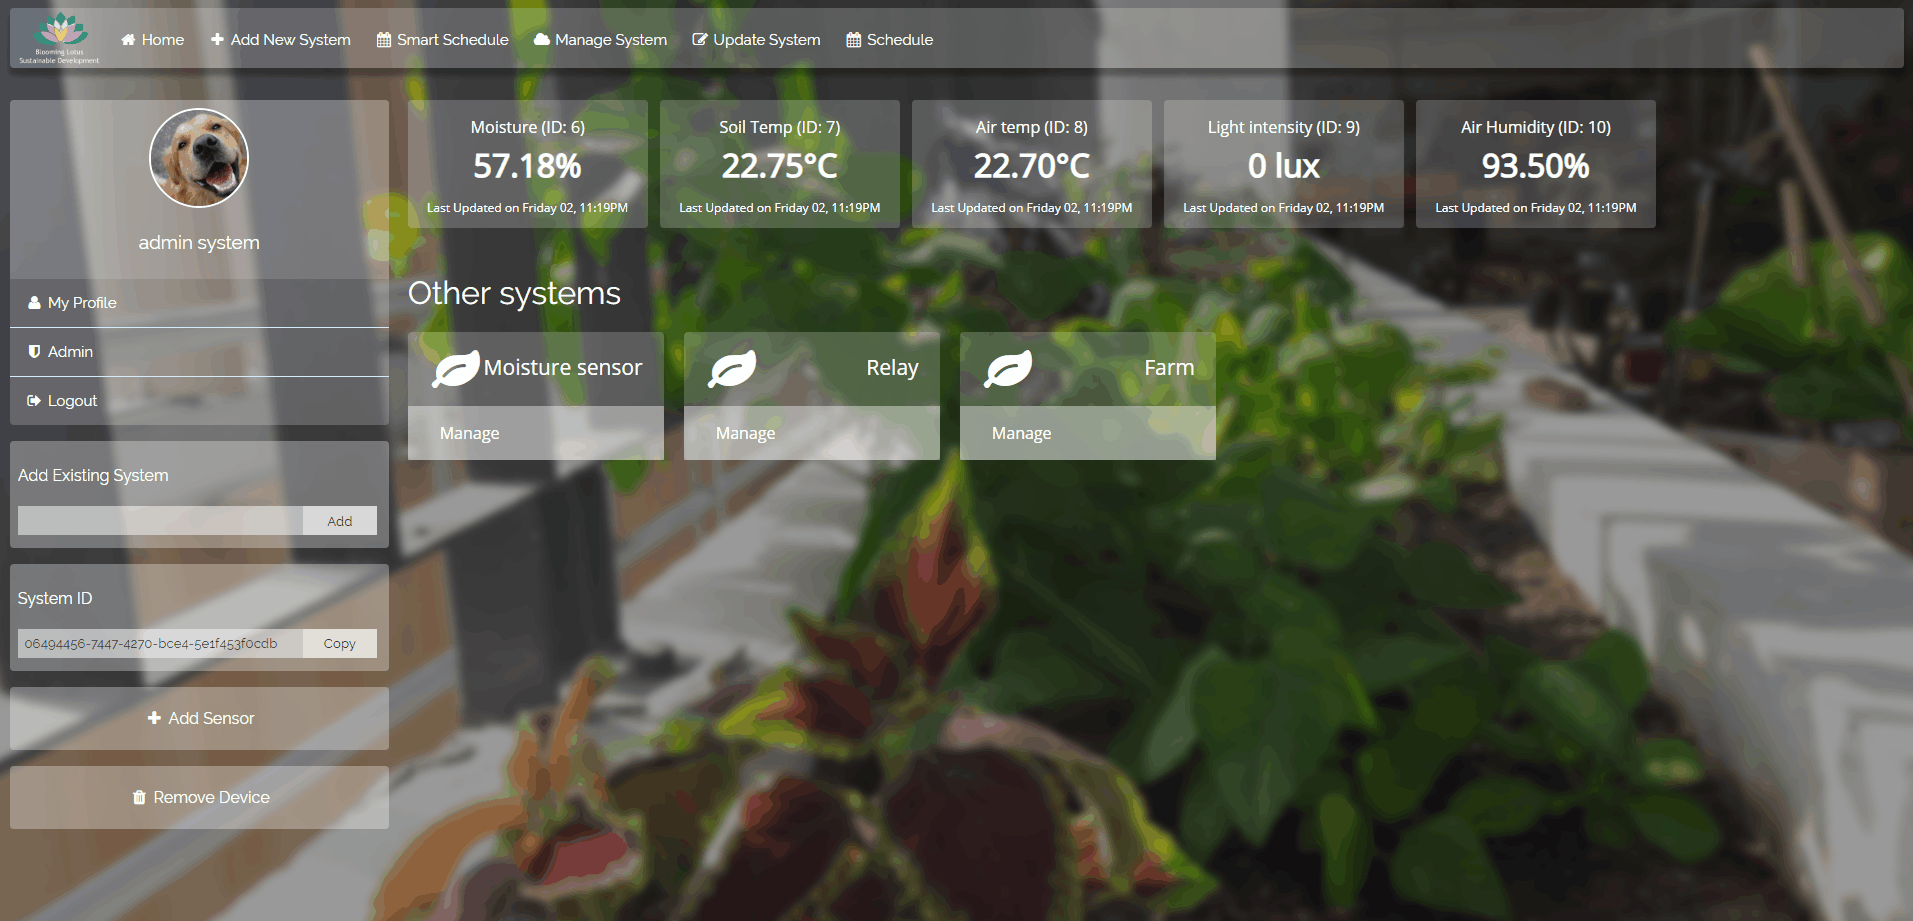 Blooming Lotus
Sustainable Development
Home
Add New System
Smart Schedule
Manage System
Update System
Schedule
admin system
My Profile
Admin
Logout
Add Existing System
Add
System ID
06494456-7447-4270-bce4-5e1f453f0cdb
Copy
Add Sensor
Remove Device
Moisture (ID: 6)
57.18%
Last Updated on Friday 02, 11:19PM
Soil Temp (ID: 7)
22.75°C
Last Updated on Friday 02, 11:19PM
Air temp (ID: 8)
22.70°C
Last Updated on Friday 02, 11:19PM
Light intensity (ID: 9)
0 lux
Last Updated on Friday 02, 11:19PM
Air Humidity (ID: 10)
93.50%
Last Updated on Friday 02, 11:19PM
Other systems
Moisture sensor
Manage
Relay
Manage
Farm
Manage